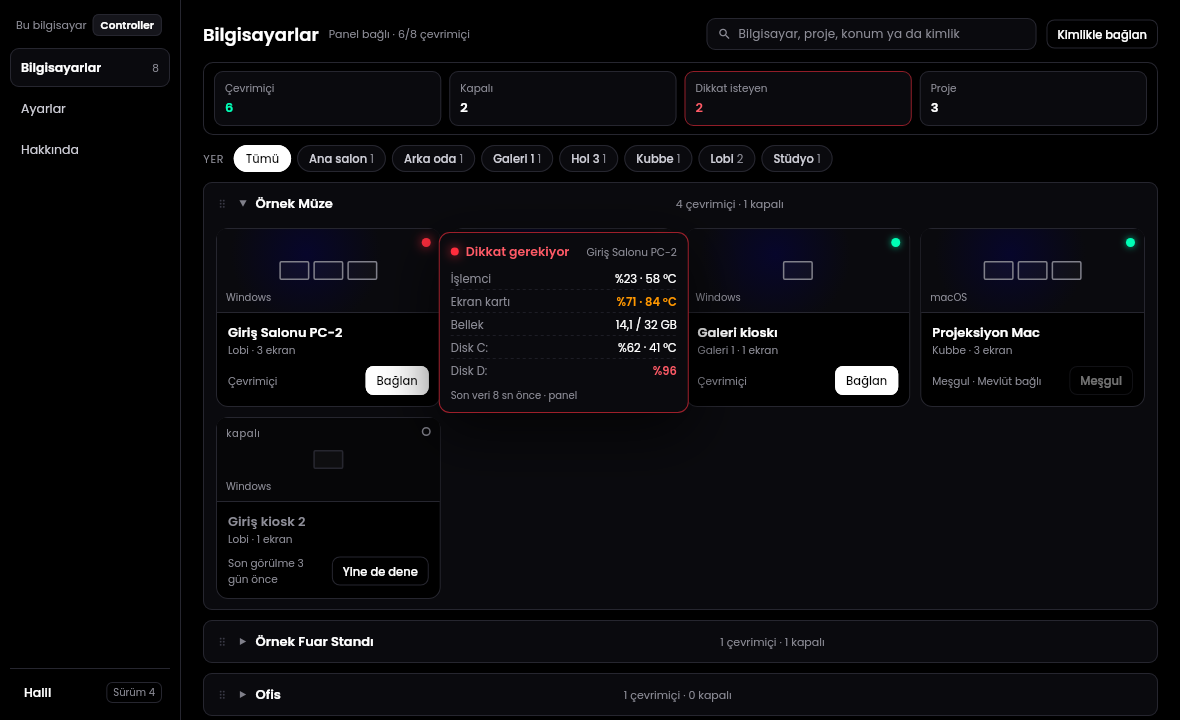 Bu bilgisayar Controller
Bilgisayarlar 8
Ayarlar
Hakkında
Halil Sürüm 4
Bilgisayarlar Panel bağlı · 6/8 çevrimiçi
Bilgisayar, proje, konum ya da kimlik
Kimlikle bağlan
Çevrimiçi
6
Kapalı
2
Dikkat isteyen
2
Proje
3
YER Tümü Ana salon 1 Arka oda 1 Galeri 1 1 Hol 3 1 Kubbe 1 Lobi 2 Stüdyo 1
Örnek Müze 4 çevrimiçi · 1 kapalı
Windows
Giriş Salonu PC-2
Lobi · 3 ekran
Çevrimiçi Bağlan
Dikkat gerekiyor Giriş Salonu PC-2
İşlemci %23 · 58 °C
Ekran kartı %71 · 84 °C
Bellek 14,1 / 32 GB
Disk C: %62 · 41 °C
Disk D: %96
Son veri 8 sn önce · panel
Windows
Galeri kioskı
Galeri 1 · 1 ekran
Çevrimiçi Bağlan
macOS
Projeksiyon Mac
Kubbe · 3 ekran
Meşgul · Mevlüt bağlı Meşgul
kapalı
Windows
Giriş kiosk 2
Lobi · 1 ekran
Son görülme 3
gün önce
Yine de dene
Örnek Fuar Standı 1 çevrimiçi · 1 kapalı
Ofis 1 çevrimiçi · 0 kapalı